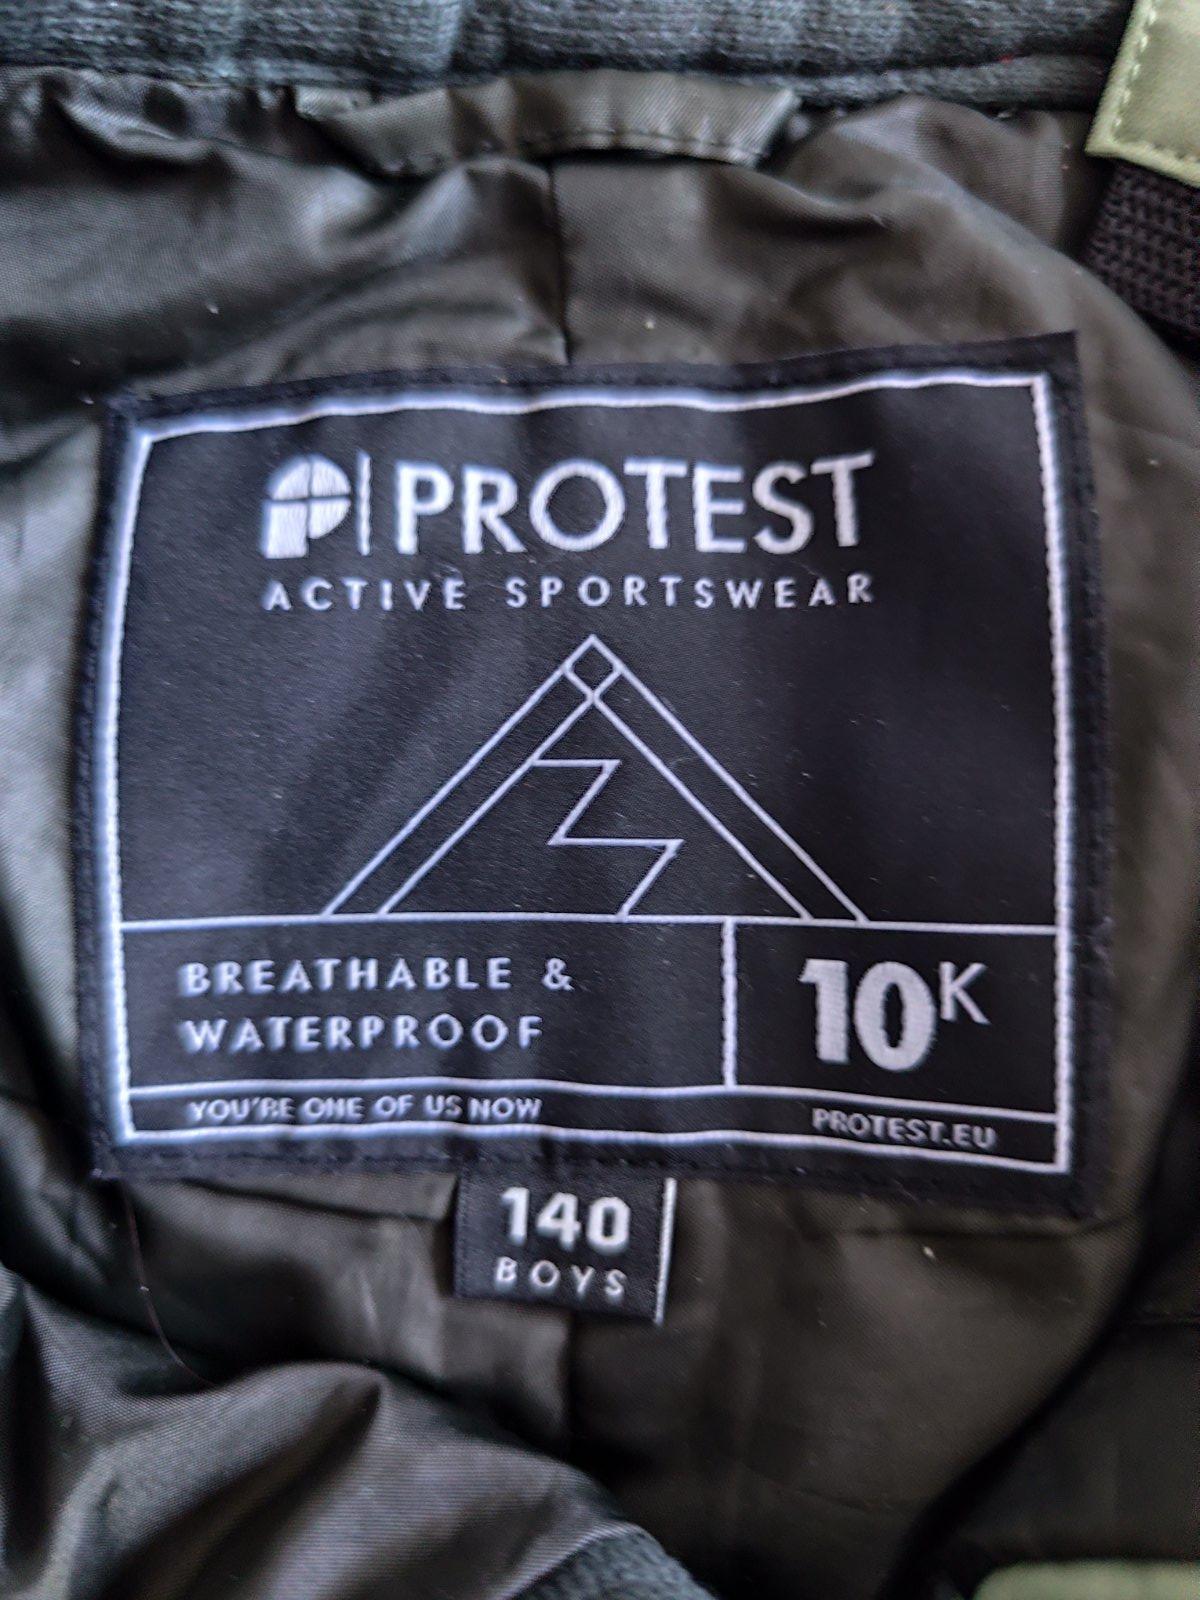 PROTEST
ACTIVE SPORTSWEAR
BREATHABLE &
WATERPROOF
10K
YOU'RE ONE OF US NOW
PROTEST.EU
140
BOYS